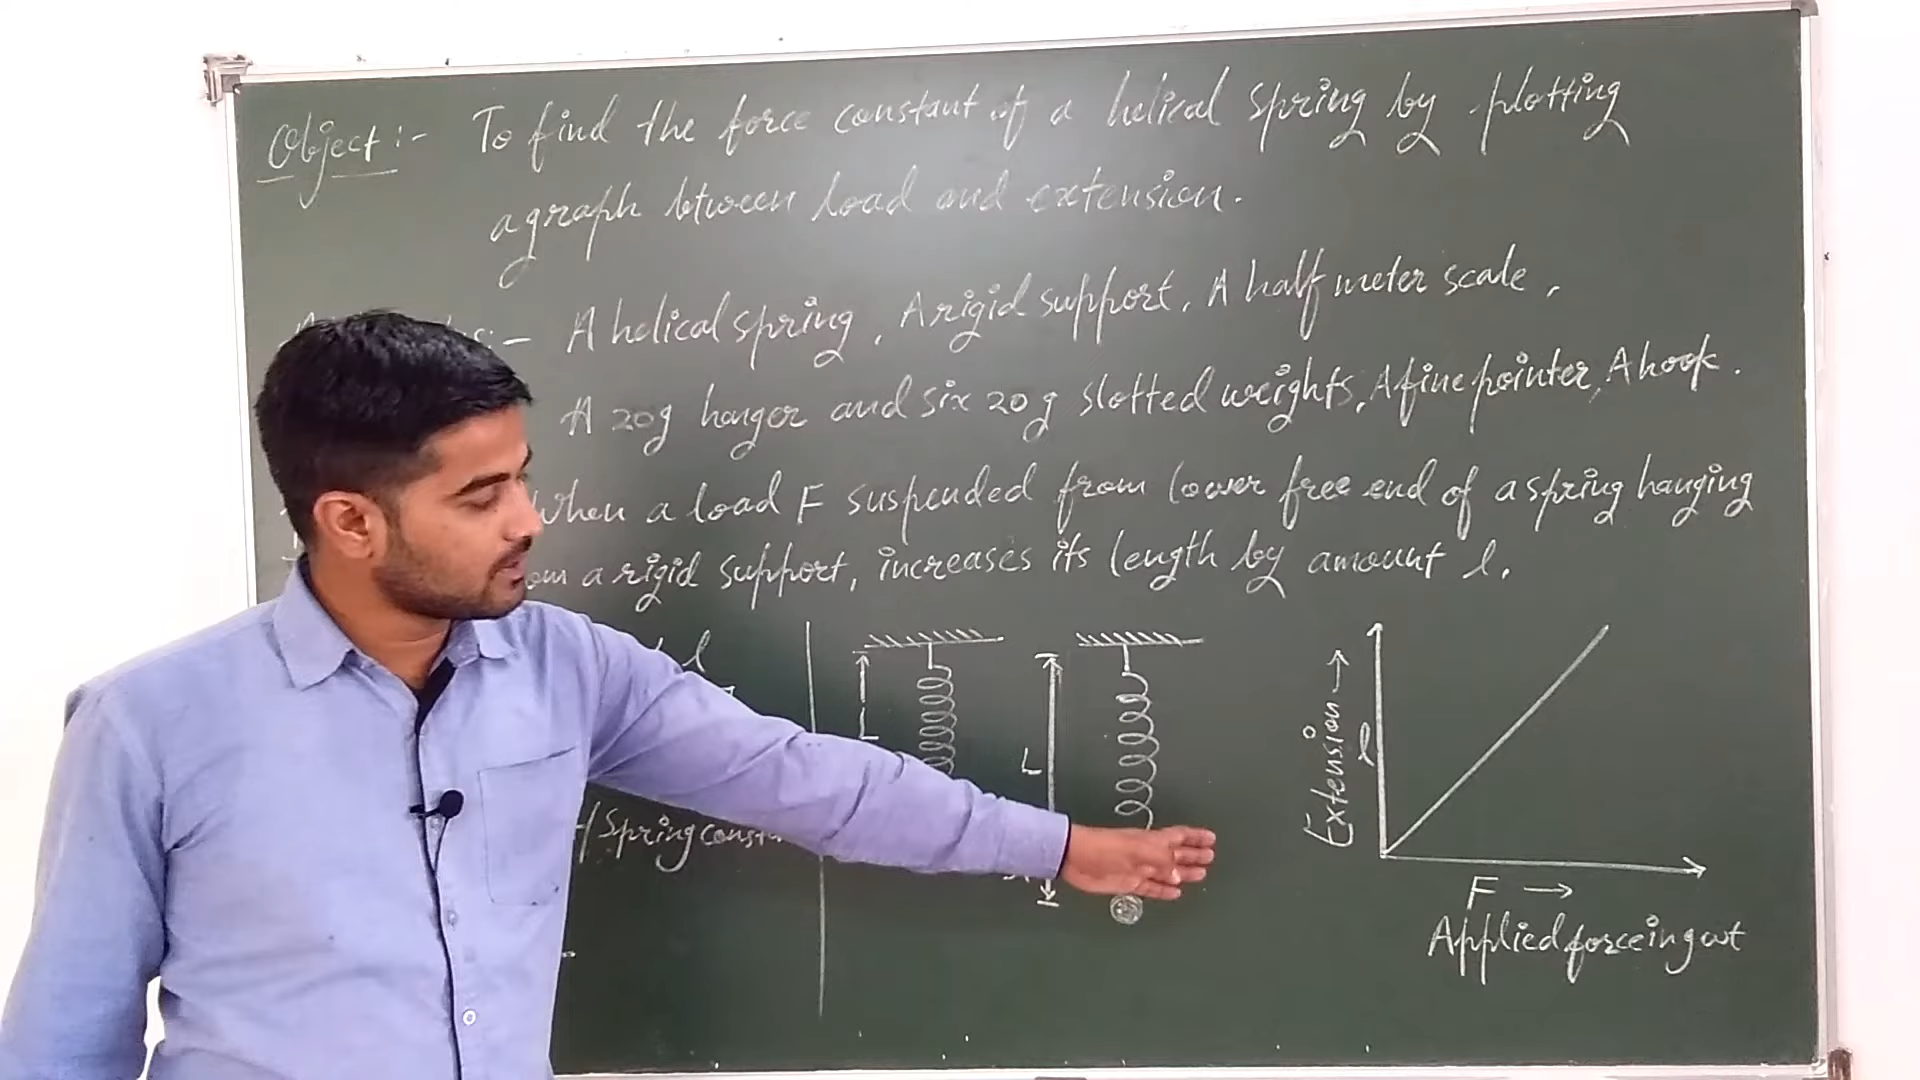 Object:- To find the force constant of a helical spring by plotting
a graph between load and extension.
:- A helical spring, A rigid support, A half meter scale,
A 20g hanger and six 20g slotted weights, A fine pointer, A hook.
When a load F suspended from lower free end of a spring hanging
a rigid support, increases its length by amount l.
l
L
L
Extension →
l
/ Spring
F →
Applied force in gwt